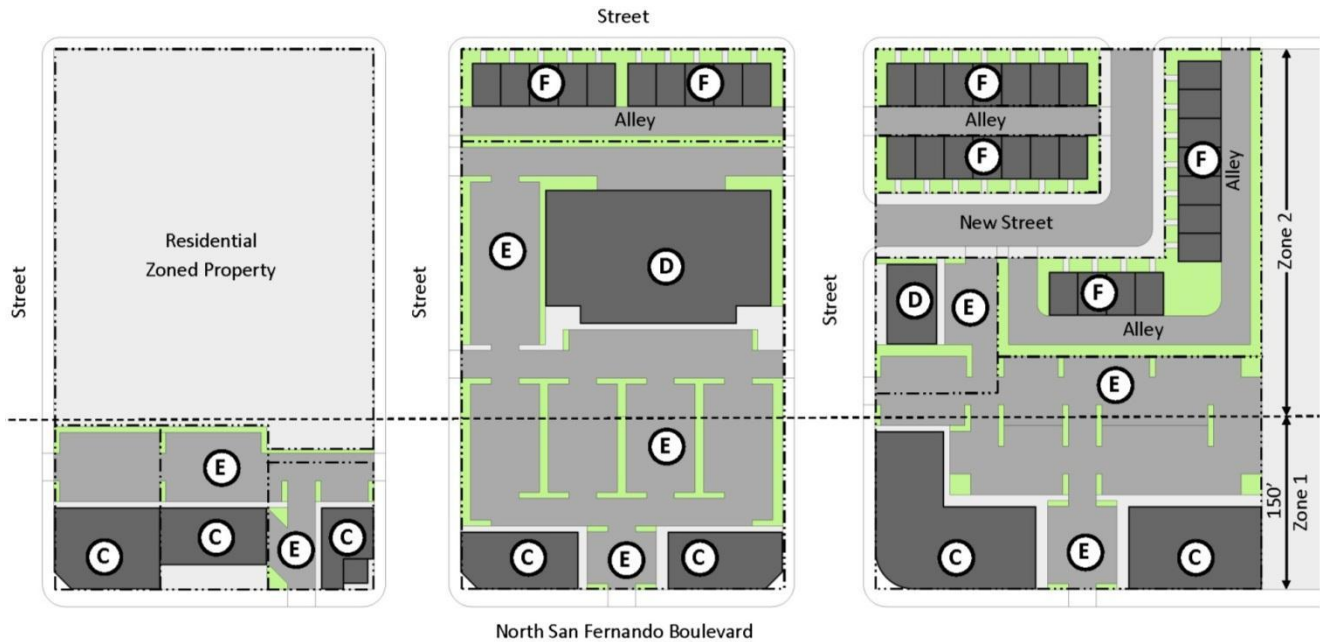 Street
F
F
F
Alley
Alley
F
F
Alley
Street
Residential
Zoned Property
Street
E
D
Street
New Street
Zone 2
D
E
F
Alley
E
E
E
C
C
E
C
C
E
C
C
E
C
150’
Zone 1
North San Fernando Boulevard